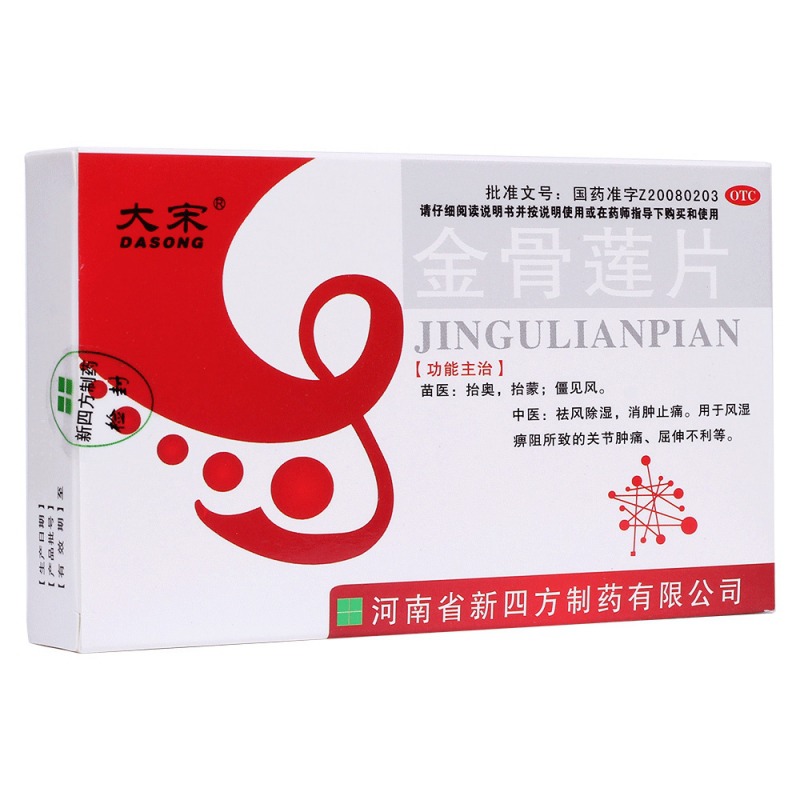 大宋®
DASONG
批准文号：国药准字Z20080203
OTC
请仔细阅读说明书并按说明使用或在药师指导下购买和使用
金骨莲片
JINGULIANPIAN
【功能主治】
苗医：抬奥，抬蒙；僵见风。
中医：祛风除湿，消肿止痛。用于风湿
痹阻所致的关节肿痛、屈伸不利等。
河南省新四方制药有限公司
新四方制药
检封
【生产日期】
【产品批号】
【有效期】至